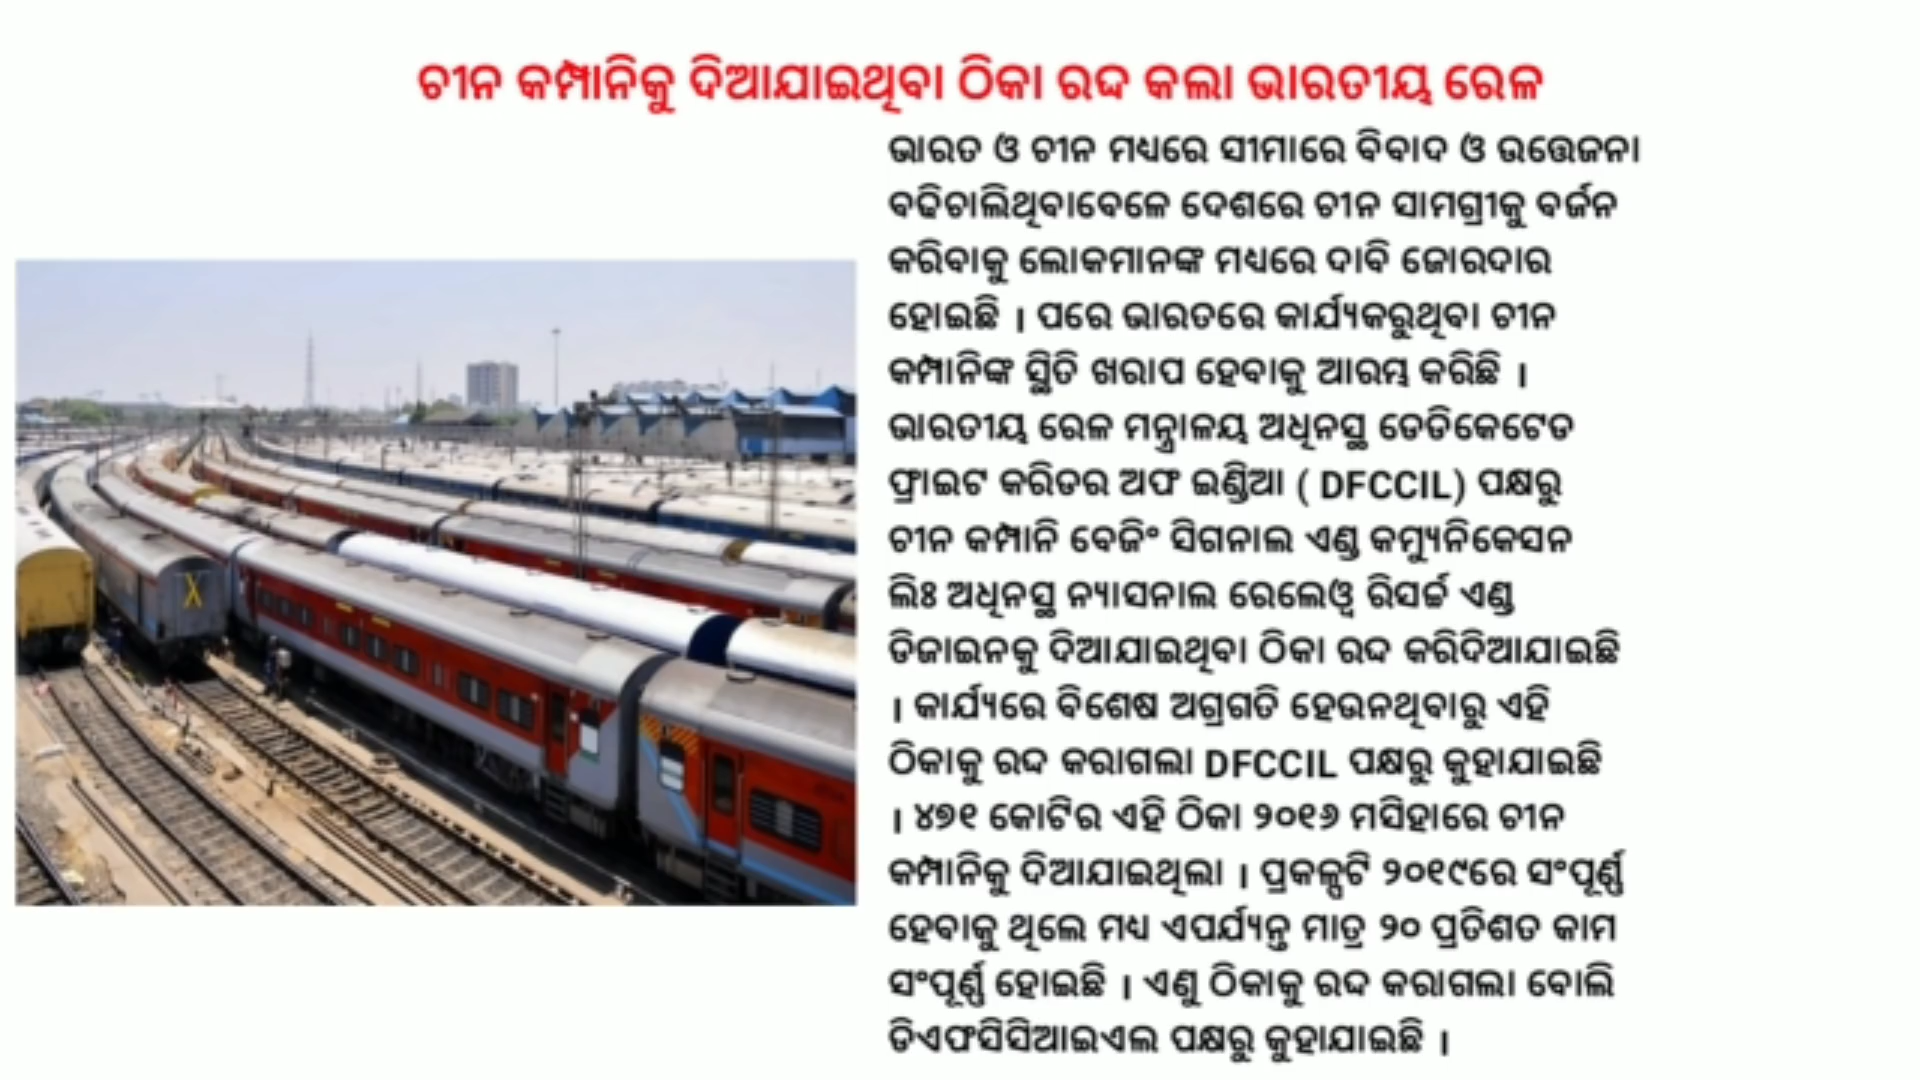 ଚୀନ କମ୍ପାନିକୁ ଦିଆଯାଇଥିବା ଠିକା ରଦ୍ଦ କଲା ଭାରତୀୟ ରେଳ
ଭାରତ ଓ ଚୀନ ମଧ୍ୟରେ ସୀମାରେ ବିବାଦ ଓ ଉତ୍ତେଜନା
ବଢିଚାଲିଥିବାବେଳେ ଦେଶରେ ଚୀନ ସାମଗ୍ରୀକୁ ବର୍ଜନ
କରିବାକୁ ଲୋକମାନଙ୍କ ମଧ୍ୟରେ ଦାବି ଜୋରଦାର
ହୋଇଛି । ପରେ ଭାରତରେ କାର୍ଯ୍ୟକରୁଥିବା ଚୀନ
କମ୍ପାନିଙ୍କ ସ୍ଥିତି ଖରାପ ହେବାକୁ ଆରମ୍ଭ କରିଛି ।
ଭାରତୀୟ ରେଳ ମନ୍ତ୍ରାଳୟ ଅଧିନସ୍ଥ ଡେଡିକେଟେଡ
ଫ୍ରାଇଟ କରିଡର ଅଫ ଇଣ୍ଡିଆ ( DFCCIL) ପକ୍ଷରୁ
ଚୀନ କମ୍ପାନି ବେଜିଂ ସିଗନାଲ ଏଣ୍ଡ କମ୍ୟୁନିକେସନ
ଲିଃ ଅଧିନସ୍ଥ ନ୍ୟାସନାଲ ରେଲେୱ୍ବ ରିସର୍ଚ୍ଚ ଏଣ୍ଡ
ଡିଜାଇନକୁ ଦିଆଯାଇଥିବା ଠିକା ରଦ୍ଦ କରିଦିଆଯାଇଛି
। କାର୍ଯ୍ୟରେ ବିଶେଷ ଅଗ୍ରଗତି ହେଉନଥିବାରୁ ଏହି
ଠିକାକୁ ରଦ୍ଦ କରାଗଲା DFCCIL ପକ୍ଷରୁ କୁହାଯାଇଛି
। ୪୭୧ କୋଟିର ଏହି ଠିକା ୨୦୧୬ ମସିହାରେ ଚୀନ
କମ୍ପାନିକୁ ଦିଆଯାଇଥିଲା । ପ୍ରକଳ୍ପଟି ୨୦୧୯ରେ ସଂପୂର୍ଣ୍ଣ
ହେବାକୁ ଥିଲେ ମଧ୍ୟ ଏପର୍ଯ୍ୟନ୍ତ ମାତ୍ର ୨୦ ପ୍ରତିଶତ କାମ
ସଂପୂର୍ଣ୍ଣ ହୋଇଛି । ଏଣୁ ଠିକାକୁ ରଦ୍ଦ କରାଗଲା ବୋଲି
ଡିଏଫସିସିଆଇଏଲ ପକ୍ଷରୁ କୁହାଯାଇଛି ।